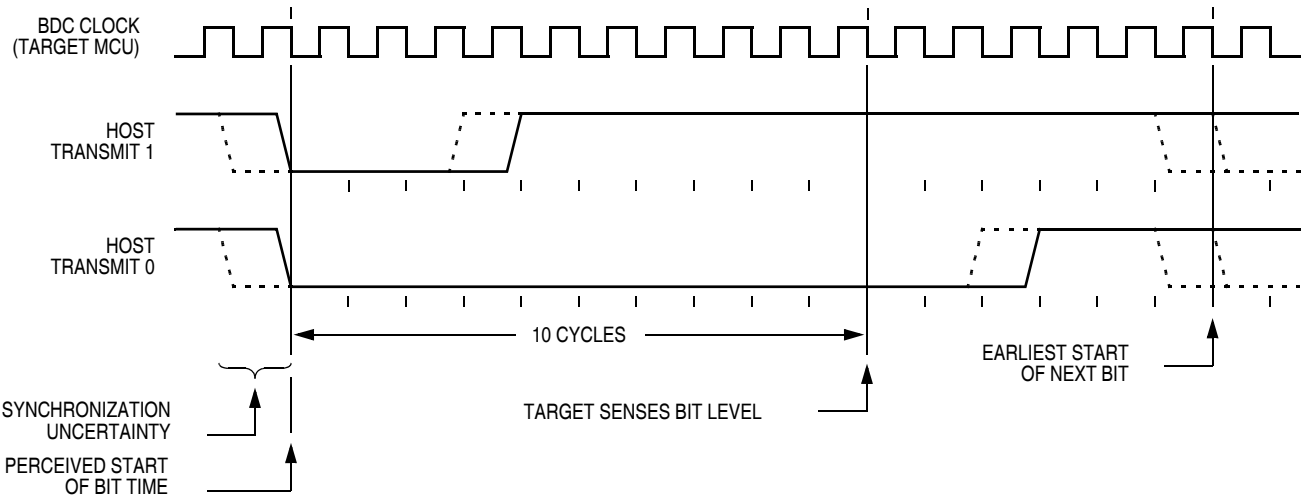 BDC CLOCK
(TARGET MCU)
HOST
TRANSMIT 1
HOST
TRANSMIT 0
10 CYCLES
EARLIEST START
OF NEXT BIT
TARGET SENSES BIT LEVEL
SYNCHRONIZATION
UNCERTAINTY
PERCEIVED START
OF BIT TIME